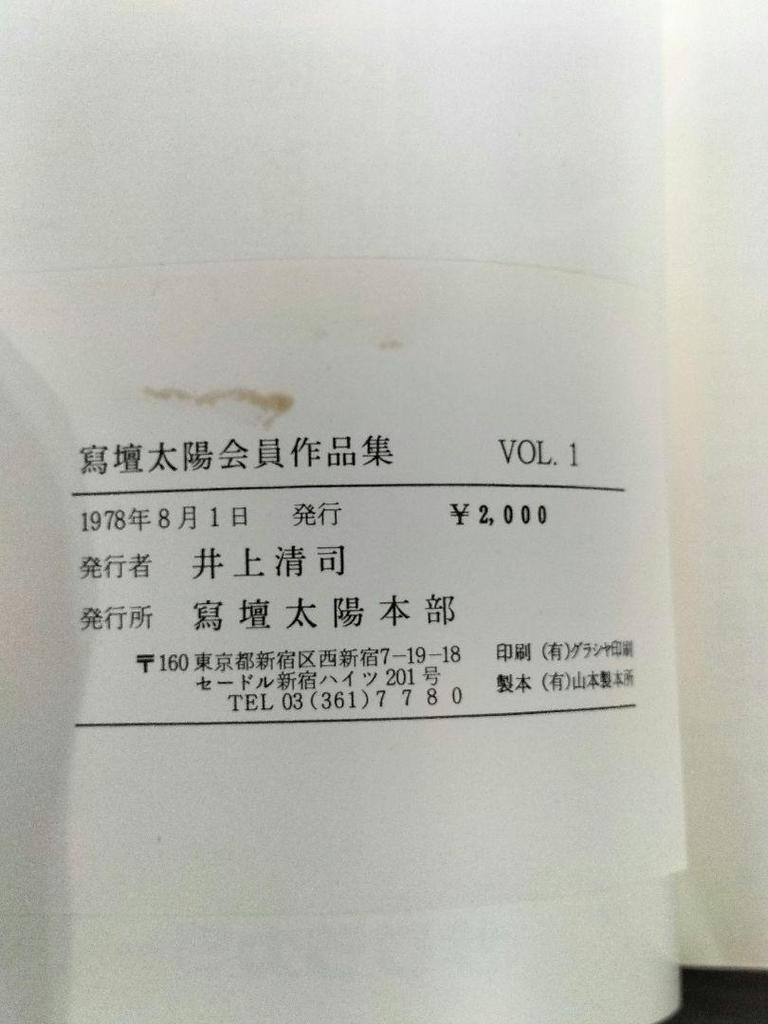 寫壇太陽会員作品集 VOL. 1
1978年8月1日 発行 ￥2,000
発行者 井上清司
発行所 寫壇太陽本部
〒160 東京都新宿区西新宿7−19−18
セードル新宿ハイツ 201号
TEL 03(361)7780
印刷 (有)グラシヤ印刷
製本 (有)山本製本所